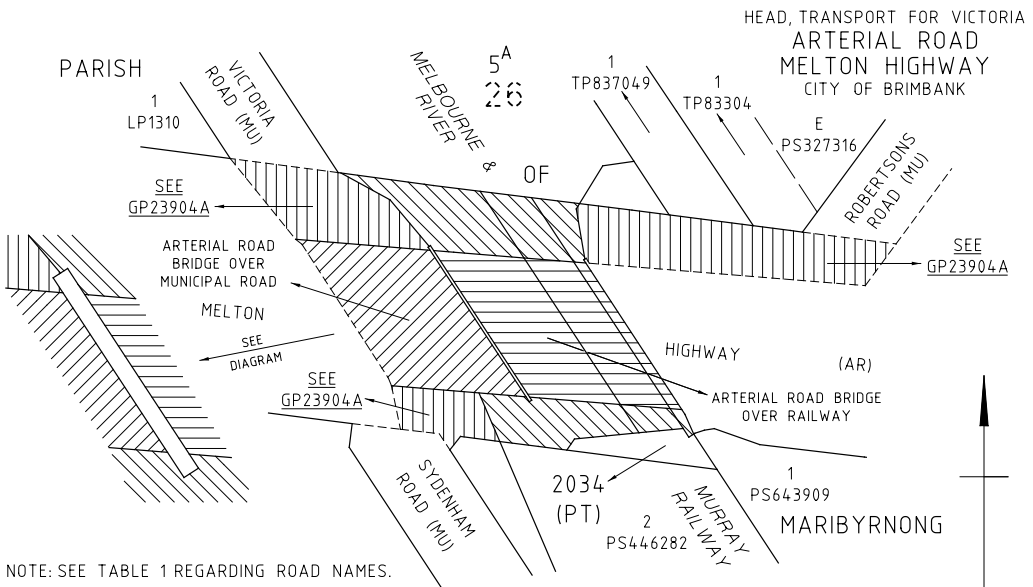 HEAD, TRANSPORT FOR VICTORIA
ARTERIAL ROAD
MELTON HIGHWAY
CITY OF BRIMBANK
PARISH
1
LP1310
VICTORIA
ROAD (MU)
MELBOURNE &
RIVER
5A
26
1
TP837049
1
TP83304
E
PS327316
ROBERTSONS
ROAD (MU)
OF
SEE
GP23904A
SEE
GP23904A
ARTERIAL ROAD
BRIDGE OVER
MUNICIPAL ROAD
MELTON
SEE
DIAGRAM
HIGHWAY
(AR)
SEE
GP23904A
ARTERIAL ROAD BRIDGE
OVER RAILWAY
SYDENHAM
ROAD (MU)
2034
(PT)
2
PS446282
MURRAY
RAILWAY
1
PS643909
MARIBYRNONG
NOTE: SEE TABLE 1 REGARDING ROAD NAMES.